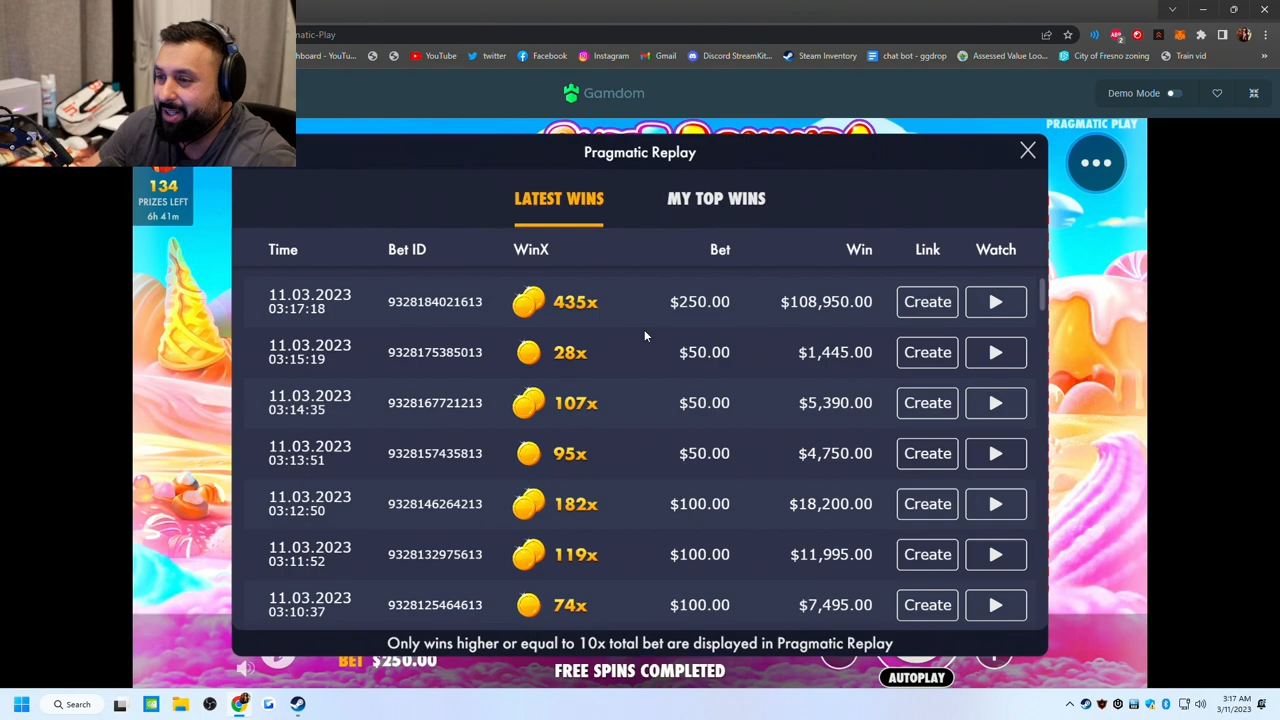 -matic-Play
hboard - Twitch
YouTube
twitter
Facebook
Instagram
Gmail
Discord StreamKit...
Steam Inventory
chat bot - ggdrop
Assessed Value Loo...
City of Fresno zoning
Train vid
»
Gamdom
Demo Mode
PRAGMATIC PLAY
134
PRIZES LEFT
6h 41m
Pragmatic Replay
LATEST WINS
MY TOP WINS
Time Bet ID WinX Bet Win Link Watch
11.03.2023
03:17:18 9328184021613 435x $250.00 $108,950.00 Create
11.03.2023
03:15:19 9328175385013 28x $50.00 $1,445.00 Create
11.03.2023
03:14:35 9328167721213 107x $50.00 $5,390.00 Create
11.03.2023
03:13:51 9328157435813 95x $50.00 $4,750.00 Create
11.03.2023
03:12:50 9328146264213 182x $100.00 $18,200.00 Create
11.03.2023
03:11:52 9328132975613 119x $100.00 $11,995.00 Create
11.03.2023
03:10:37 9328125464613 74x $100.00 $7,495.00 Create
Only wins higher or equal to 10x total bet are displayed in Pragmatic Replay
BET $250.00
FREE SPINS COMPLETED
AUTOPLAY
Search
3:17 AM
3/11/2023